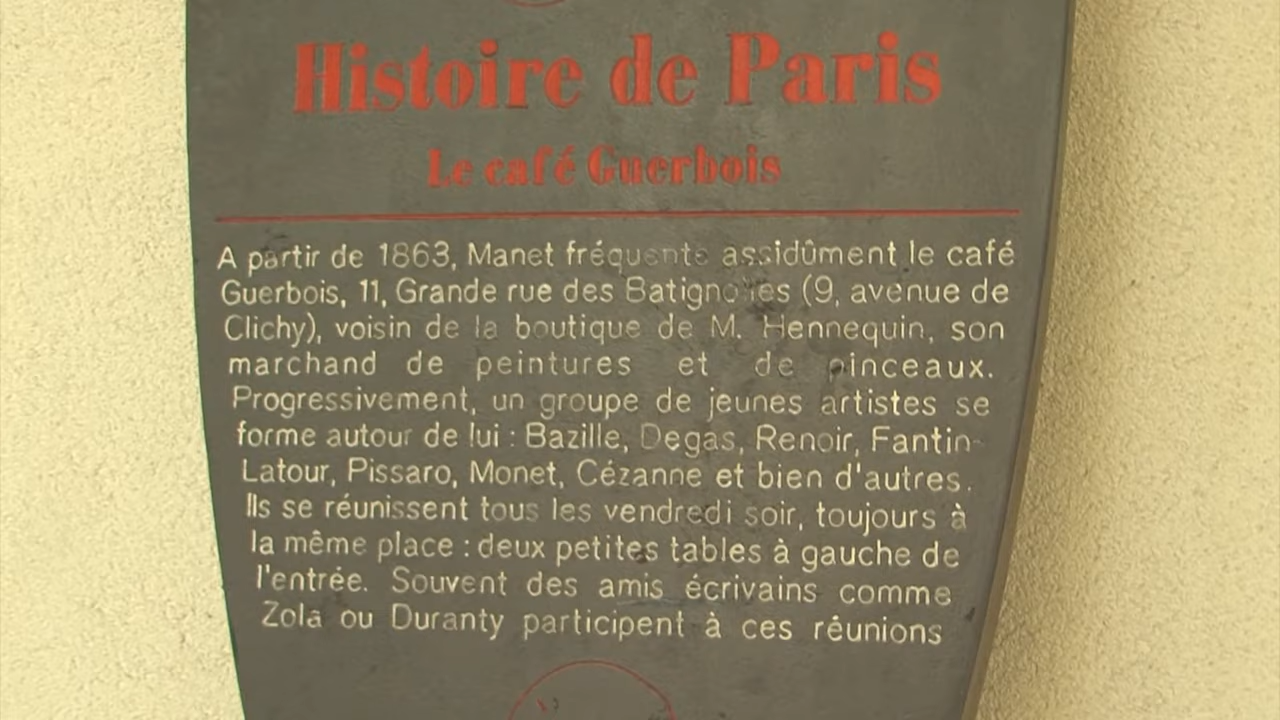 Histoire de Paris
Le café Guerbois
A partir de 1863, Manet fréquente assidûment le café
Guerbois, 11, Grande rue des Batignolles (9, avenue de
Clichy), voisin de la boutique de M. Hennequin, son
marchand de peintures et de pinceaux.
Progressivement, un groupe de jeunes artistes se
forme autour de lui : Bazille, Degas, Renoir, Fantin-
Latour, Pissaro, Monet, Cézanne et bien d'autres.
Ils se réunissent tous les vendredi soir, toujours à
la même place : deux petites tables à gauche de
l'entrée. Souvent des amis écrivains comme
Zola ou Duranty participent à ces réunions